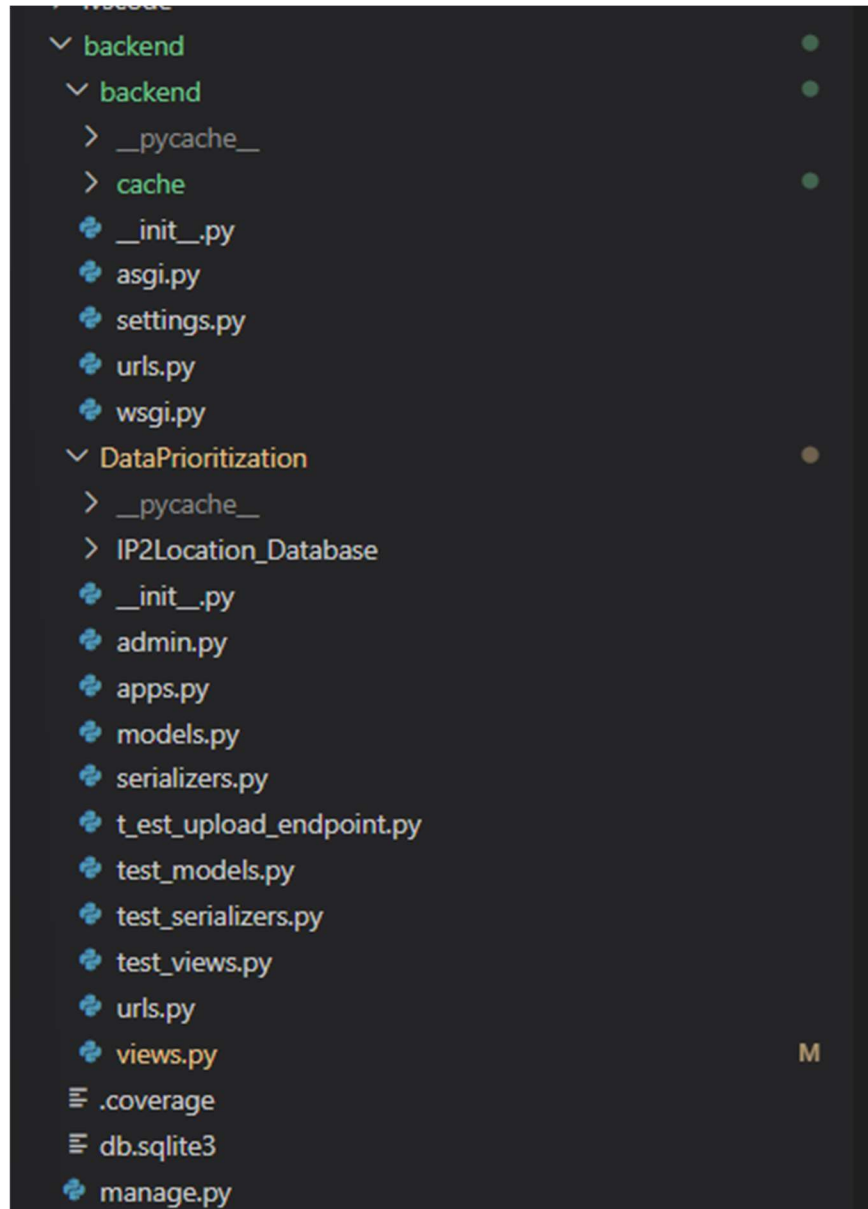 backend
backend
__pycache__
cache
__init__.py
asgi.py
settings.py
urls.py
wsgi.py
DataPrioritization
__pycache__
IP2Location_Database
__init__.py
admin.py
apps.py
models.py
serializers.py
t_est_upload_endpoint.py
test_models.py
test_serializers.py
test_views.py
urls.py
views.py M
.coverage
db.sqlite3
manage.py